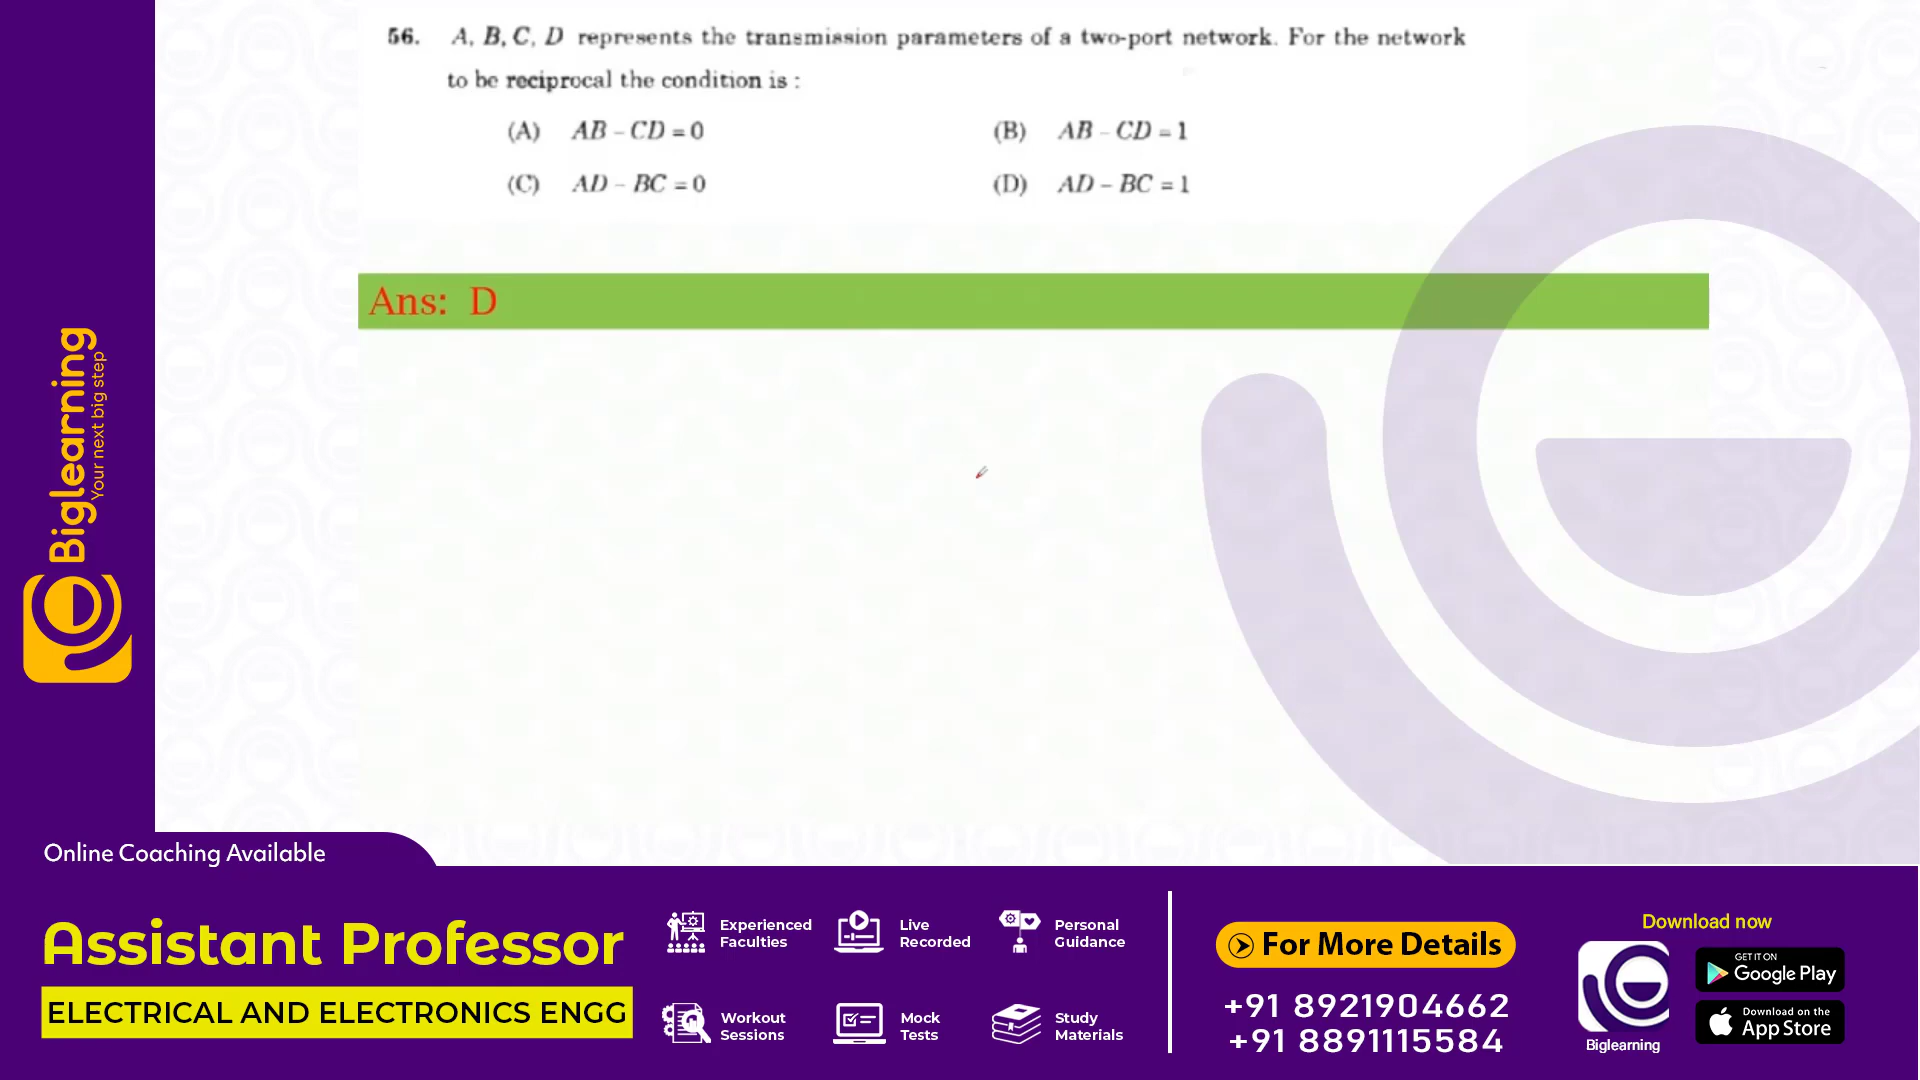 56. A, B, C, D represents the transmission parameters of a two-port network. For the network
to be reciprocal the condition is :
(A) AB – CD = 0
(B) AB – CD = 1
(C) AD – BC = 0
(D) AD – BC = 1
Ans: D
Biglearning
Your next big step
Online Coaching Available
Assistant Professor
ELECTRICAL AND ELECTRONICS ENGG
Experienced
Faculties
Live
Recorded
Personal
Guidance
Workout
Sessions
Mock
Tests
Study
Materials
For More Details
+91 8921904662
+91 8891115584
Download now
Biglearning
GET IT ON
Google Play
Download on the
App Store